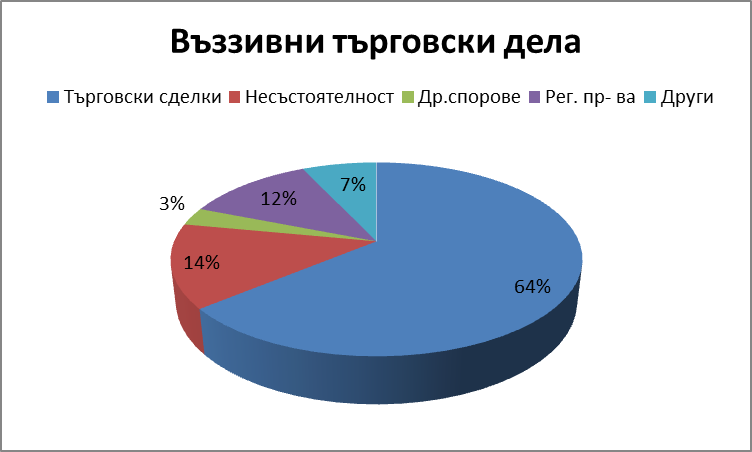 Въззивни търговски дела
Търговски сделки Несъстоятелност Др.спорове Рег. пр- ва Други
7%
12%
3%
14%
64%